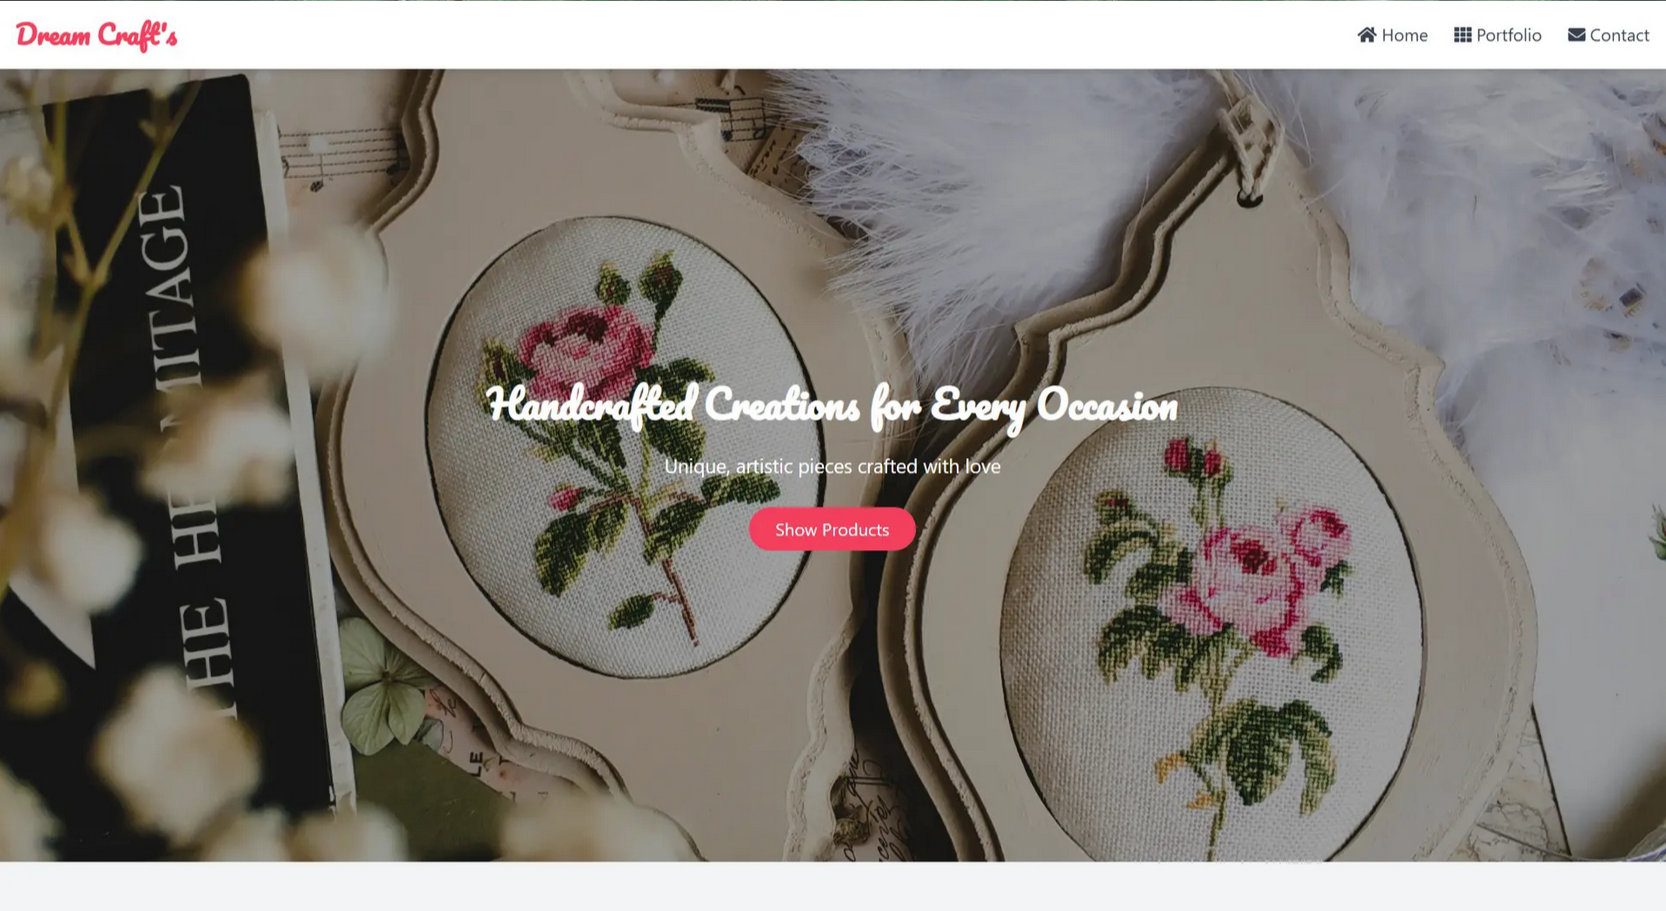 Dream Craft's
Home
Portfolio
Contact
Handcrafted Creations for Every Occasion
Unique, artistic pieces crafted with love
Show Products
THE